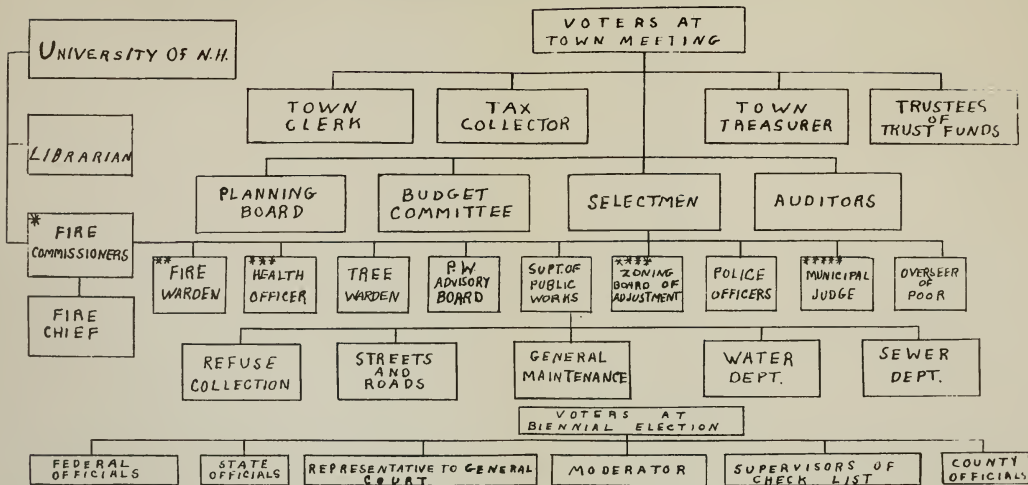 VOTERS AT
TOWN MEETING
UNIVERSITY OF N.H.
TOWN
CLERK
TAX
COLLECTOR
TOWN
TREASURER
TRUSTEES
OF
TRUST FUNDS
LIBRARIAN
PLANNING
BOARD
BUDGET
COMMITTEE
SELECTMEN
AUDITORS
*
FIRE
COMMISSIONERS
**
FIRE
WARDEN
***
HEALTH
OFFICER
TREE
WARDEN
P.W.
ADVISORY
BOARD
SUPT. OF
PUBLIC
WORKS
****
ZONING
BOARD OF
ADJUSTMENT
POLICE
OFFICERS
*****
MUNICIPAL
JUDGE
OVERSEER
OF
POOR
FIRE
CHIEF
REFUSE
COLLECTION
STREETS
AND
ROADS
GENERAL
MAINTENANCE
WATER
DEPT.
SEWER
DEPT.
VOTERS AT
BIENNIAL ELECTION
FEDERAL
OFFICIALS
STATE
OFFICIALS
REPRESENTATIVE TO GENERAL
COURT.
MODERATOR
SUPERVISORS OF
CHECK LIST
COUNTY
OFFICIALS